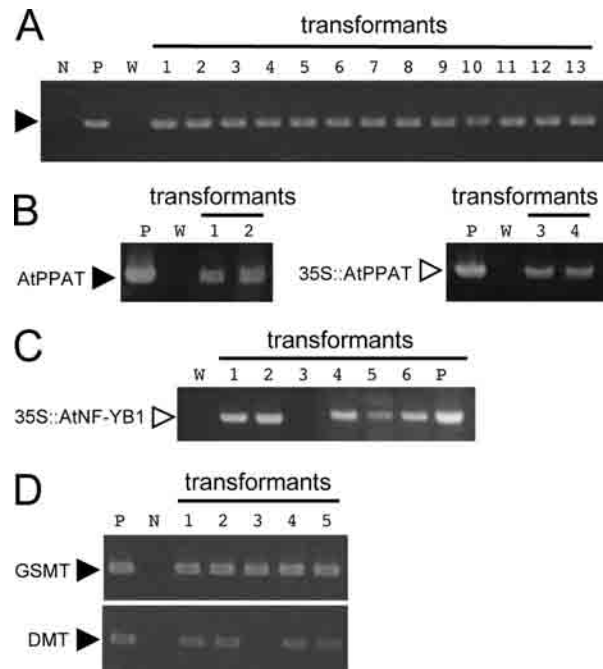 A
transformants
N P W 1 2 3 4 5 6 7 8 9 10 11 12 13
B
transformants
P W 1 2
AtPPAT
transformants
P W 3 4
35S::AtPPAT
C
transformants
W 1 2 3 4 5 6 P
35S::AtNF-YB1
D
transformants
P N 1 2 3 4 5
GSMT
DMT